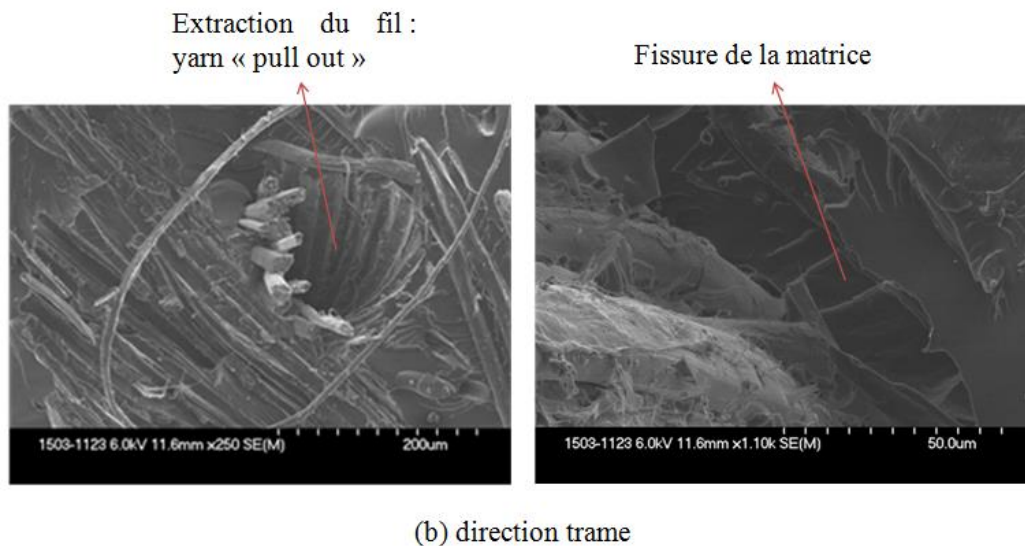 Extraction du fil :
yarn « pull out »
Fissure de la matrice
1503-1123 6.0kV 11.6mm x250 SE(M)
200um
1503-1123 6.0kV 11.6mm x1.10k SE(M)
50.0um
(b) direction trame